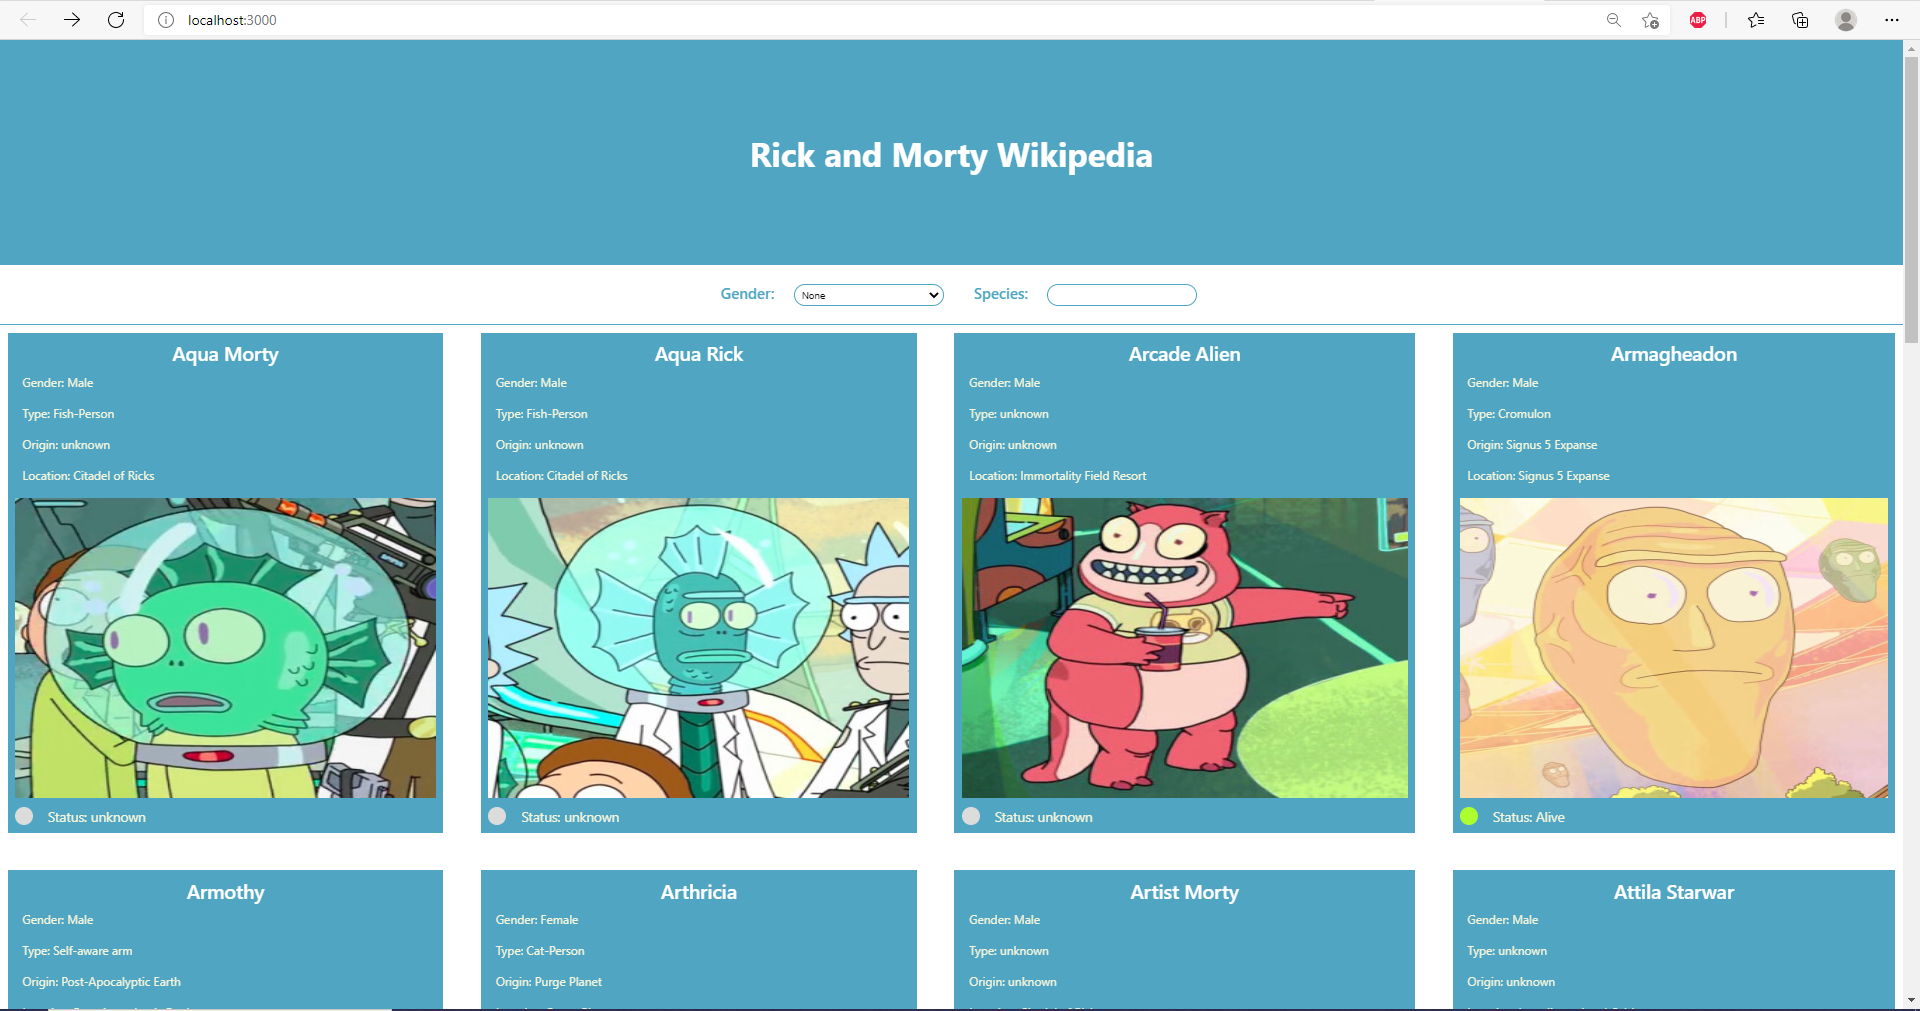 localhost:3000
ABP
Rick and Morty Wikipedia
Gender: None Species:
Aqua Morty
Gender: Male
Type: Fish-Person
Origin: unknown
Location: Citadel of Ricks
Status: unknown
Aqua Rick
Gender: Male
Type: Fish-Person
Origin: unknown
Location: Citadel of Ricks
Status: unknown
Arcade Alien
Gender: Male
Type: unknown
Origin: unknown
Location: Immortality Field Resort
Status: unknown
Armagheadon
Gender: Male
Type: Cromulon
Origin: Signus 5 Expanse
Location: Signus 5 Expanse
Status: Alive
Armothy
Gender: Male
Type: Self-aware arm
Origin: Post-Apocalyptic Earth
Arthricia
Gender: Female
Type: Cat-Person
Origin: Purge Planet
Artist Morty
Gender: Male
Type: unknown
Origin: unknown
Attila Starwar
Gender: Male
Type: unknown
Origin: unknown